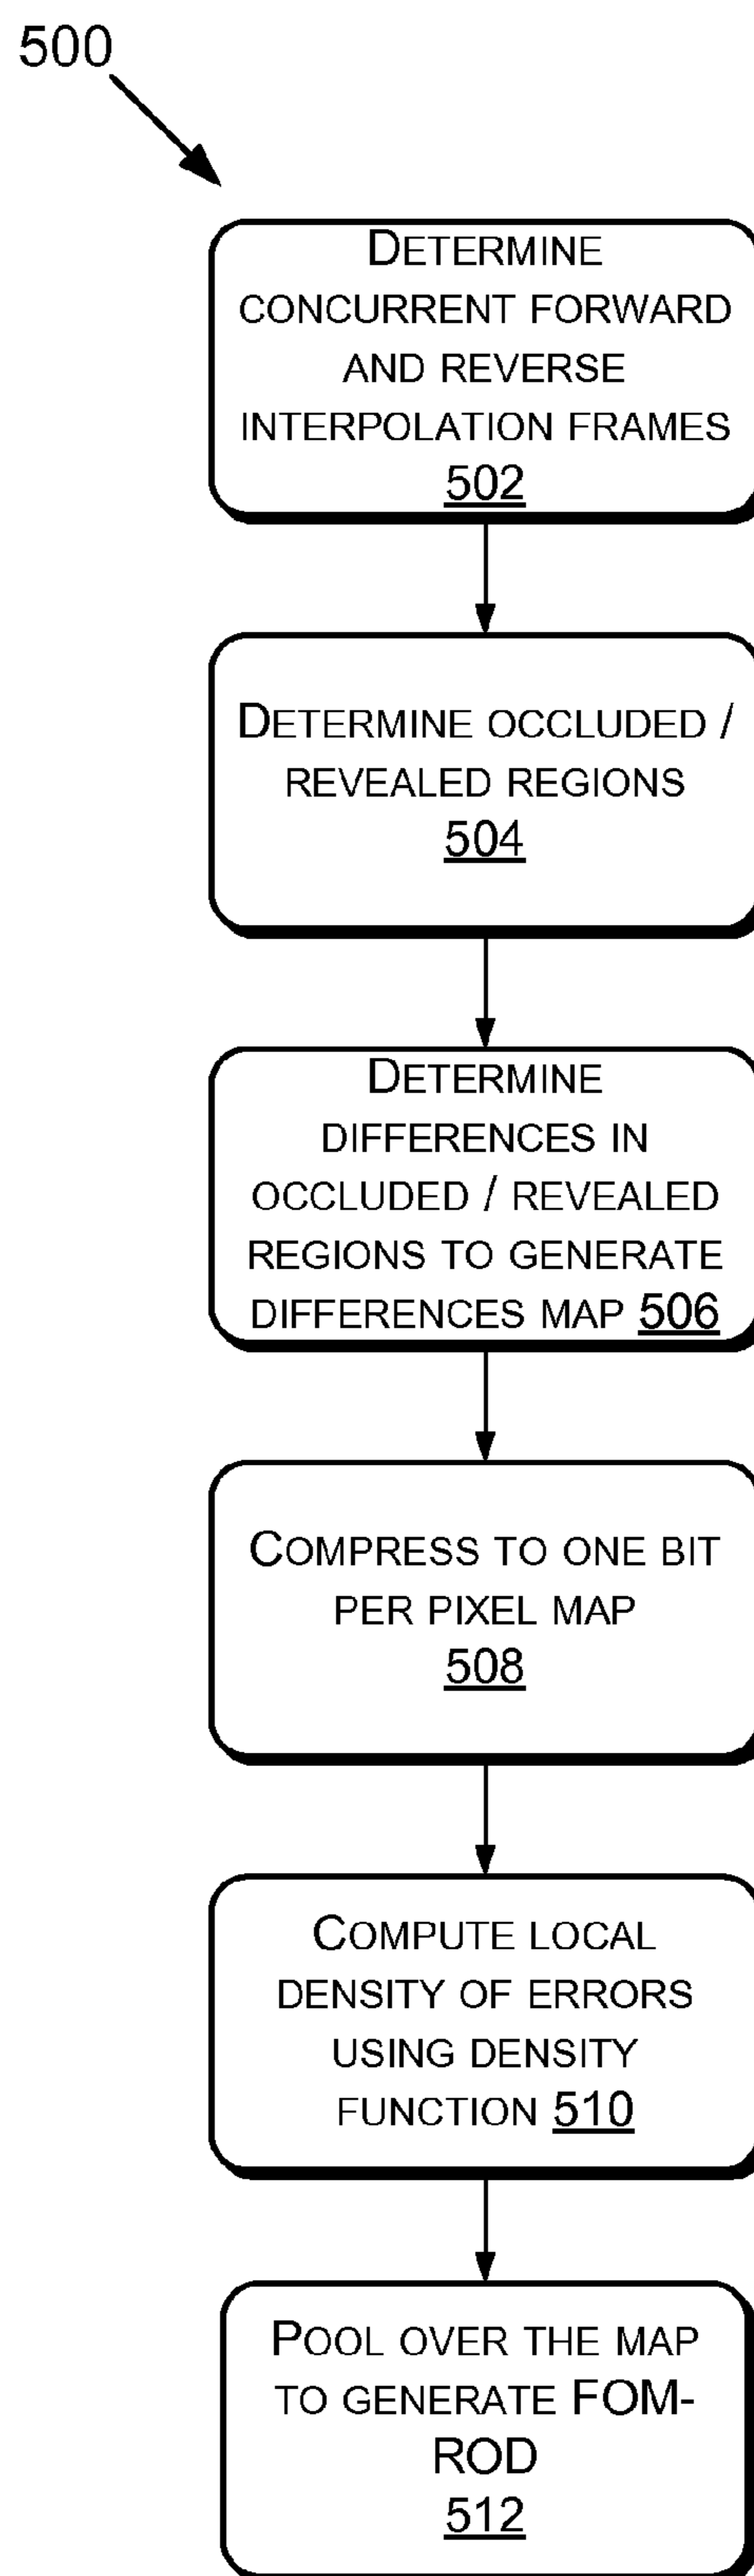 500
DETERMINE
CONCURRENT FORWARD
AND REVERSE
INTERPOLATION FRAMES
502
DETERMINE OCCLUDED /
REVEALED REGIONS
504
DETERMINE
DIFFERENCES IN
OCCLUDED / REVEALED
REGIONS TO GENERATE
DIFFERENCES MAP 506
COMPRESS TO ONE BIT
PER PIXEL MAP
508
COMPUTE LOCAL
DENSITY OF ERRORS
USING DENSITY
FUNCTION 510
POOL OVER THE MAP
TO GENERATE FOM-
ROD
512